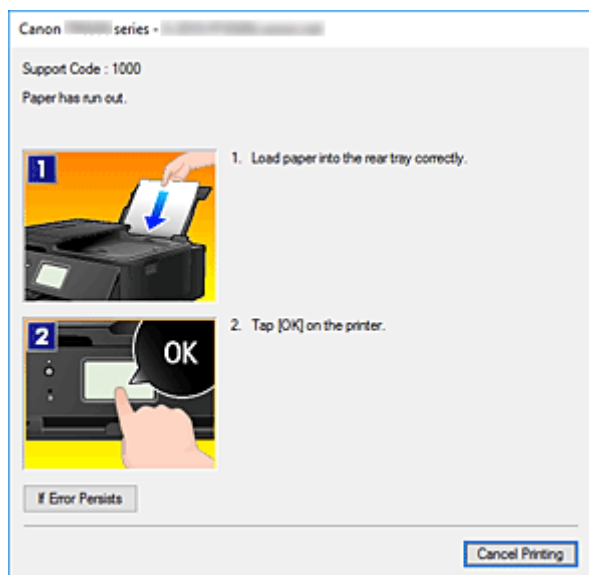 Canon series -
Support Code : 1000
Paper has run out.
1
1. Load paper into the rear tray correctly.
2
OK
2. Tap [OK] on the printer.
If Error Persists
Cancel Printing